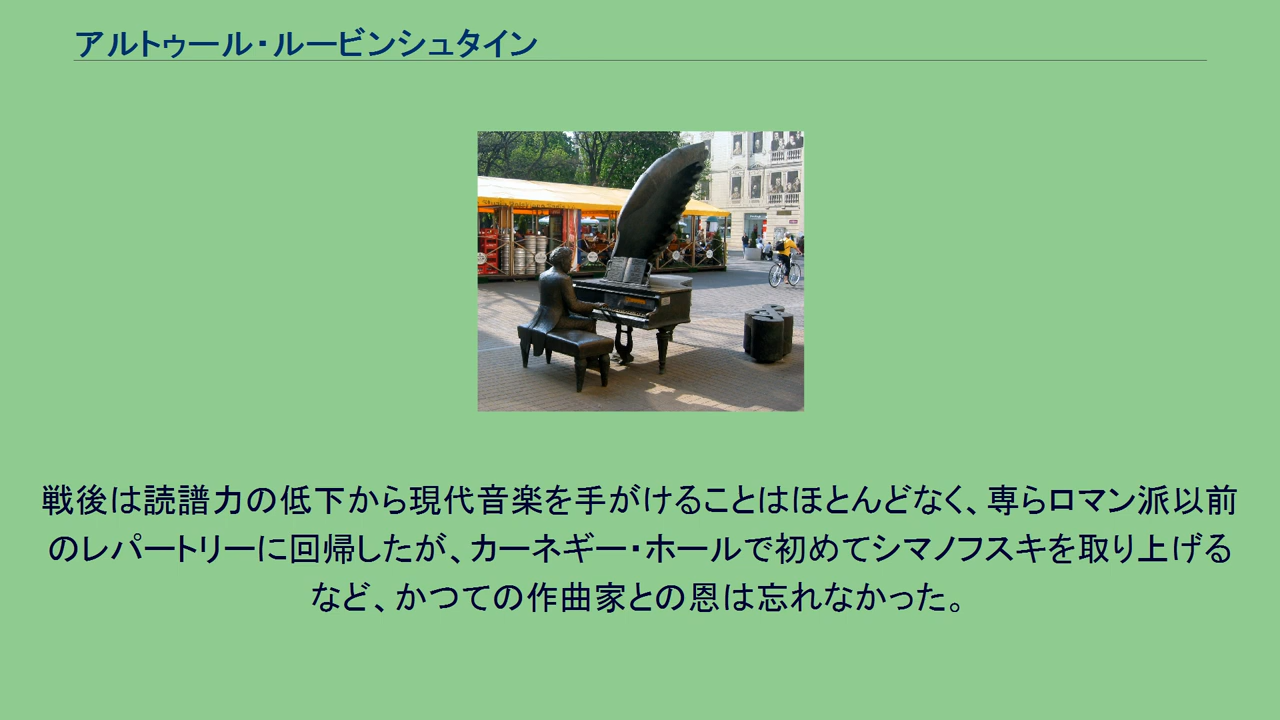 アルトゥール・ルービンシュタイン
戦後は読譜力の低下から現代音楽を手がけることはほとんどなく、専らロマン派以前
のレパートリーに回帰したが、カーネギー・ホールで初めてシマノフスキを取り上げる
など、かつての作曲家との恩は忘れなかった。